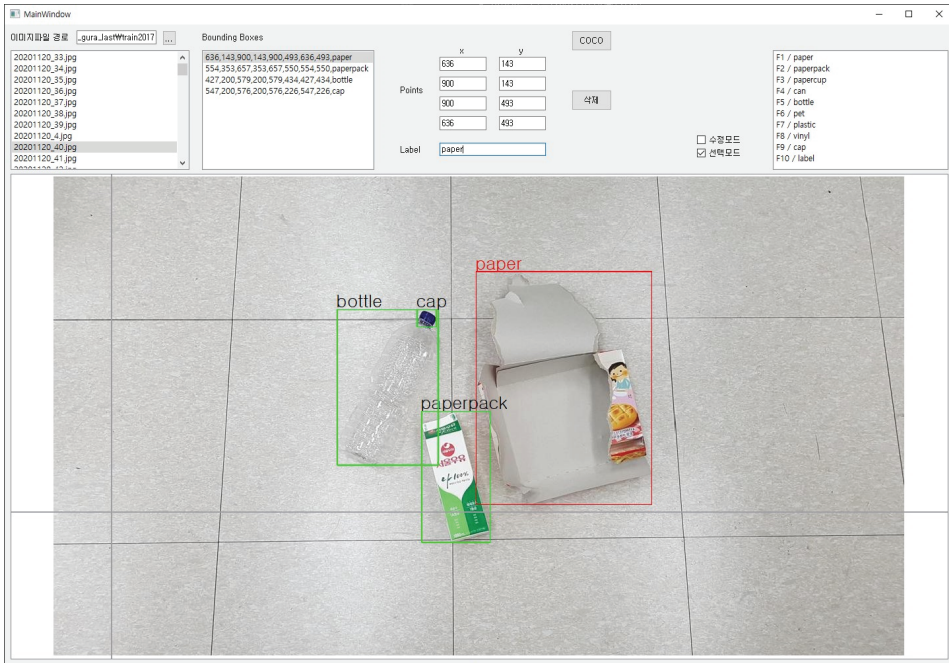 MainWindow
이미지파일 경로
_gura_last₩train2017
...
Bounding Boxes
20201120_33.jpg
20201120_34.jpg
20201120_35.jpg
20201120_36.jpg
20201120_37.jpg
20201120_38.jpg
20201120_39.jpg
20201120_4.jpg
20201120_40.jpg
20201120_41.jpg
636,143,900,143,900,493,636,493,paper
554,353,657,353,657,550,554,550,paperpack
427,200,579,200,579,434,427,434,bottle
547,200,576,200,576,226,547,226,cap
x y
Points
636 143
900 143
900 493
636 493
Label
paper
COCO
삭제
수정모드
선택모드
F1 / paper
F2 / paperpack
F3 / papercup
F4 / can
F5 / bottle
F6 / pet
F7 / plastic
F8 / vinyl
F9 / cap
F10 / label
paper
bottle
cap
paperpack
서울우유